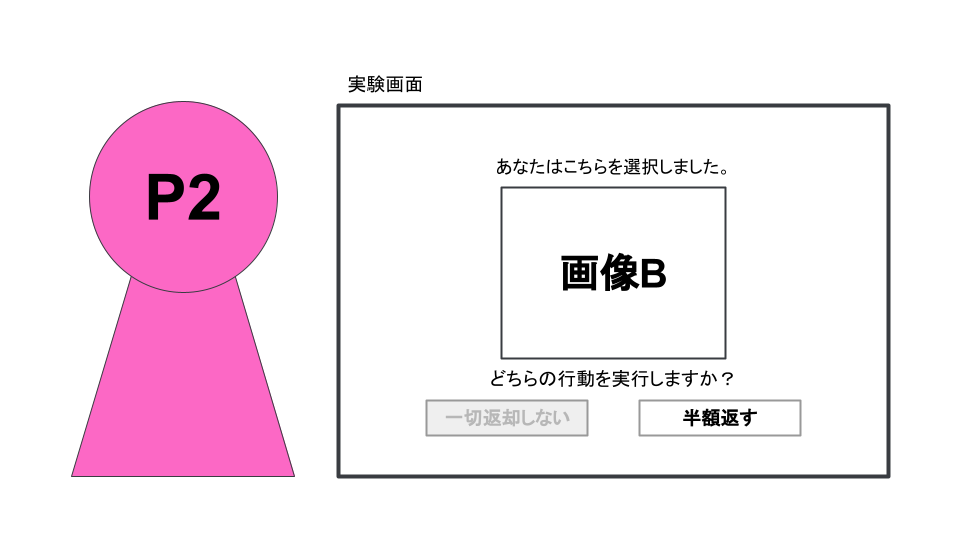 実験画面
P2
あなたはこちらを選択しました。
画像B
どちらの行動を実行しますか？
一切返却しない
半額返す